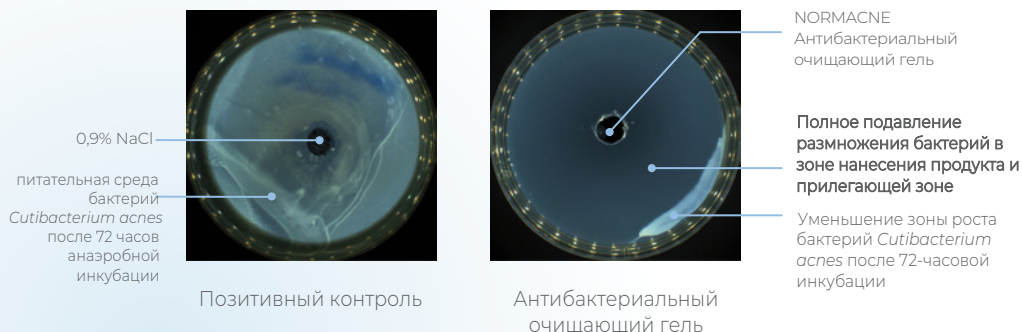 0,9% NaCl
питательная среда
бактерий
Cutibacterium acnes
после 72 часов
анаэробной
инкубации
Позитивный контроль
NORMACNE
Антибактериальный
очищающий гель
Полное подавление
размножения бактерий в
зоне нанесения продукта и
прилегающей зоне
Уменьшение зоны роста
бактерий Cutibacterium
acnes после 72-часовой
инкубации
Антибактериальный
очищающий гель